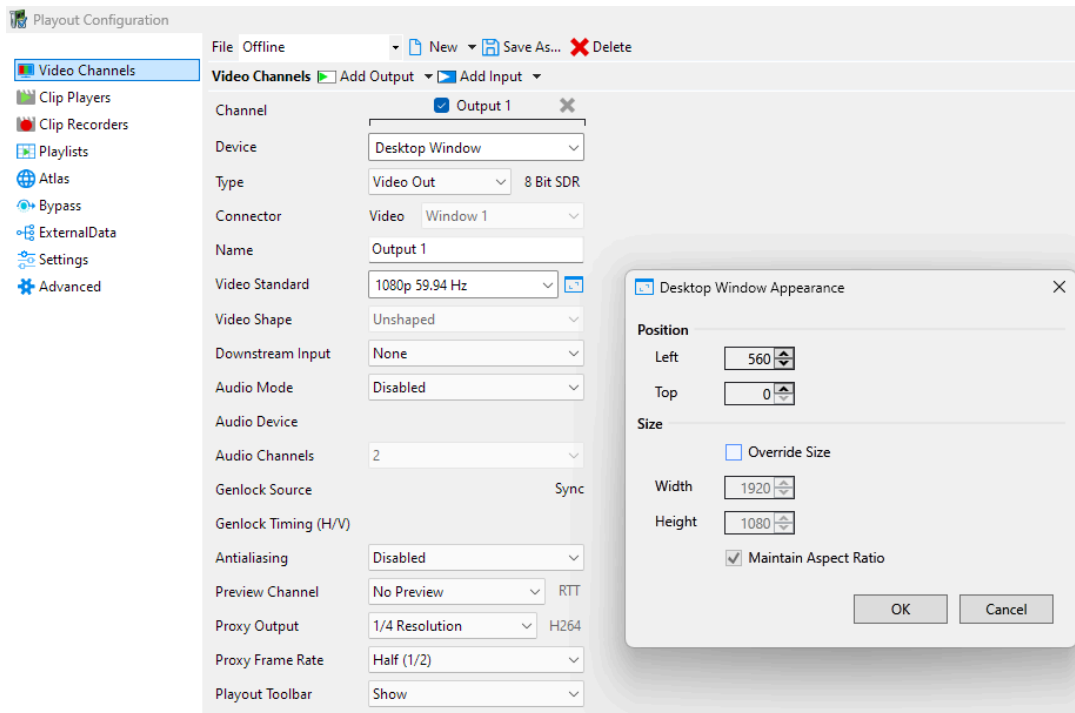 Playout Configuration
File Offline New Save As... Delete
Video Channels
Clip Players
Clip Recorders
Playlists
Atlas
Bypass
ExternalData
Settings
Advanced
Video Channels Add Output Add Input
Channel Output 1
Device Desktop Window
Type Video Out 8 Bit SDR
Connector Video Window 1
Name Output 1
Video Standard 1080p 59.94 Hz
Video Shape Unshaped
Downstream Input None
Audio Mode Disabled
Audio Device
Audio Channels 2
Genlock Source Sync
Genlock Timing (H/V)
Antialiasing Disabled
Preview Channel No Preview RTT
Proxy Output 1/4 Resolution H264
Proxy Frame Rate Half (1/2)
Playout Toolbar Show
Desktop Window Appearance
Position
Left 560
Top 0
Size
Override Size
Width 1920
Height 1080
Maintain Aspect Ratio
OK Cancel